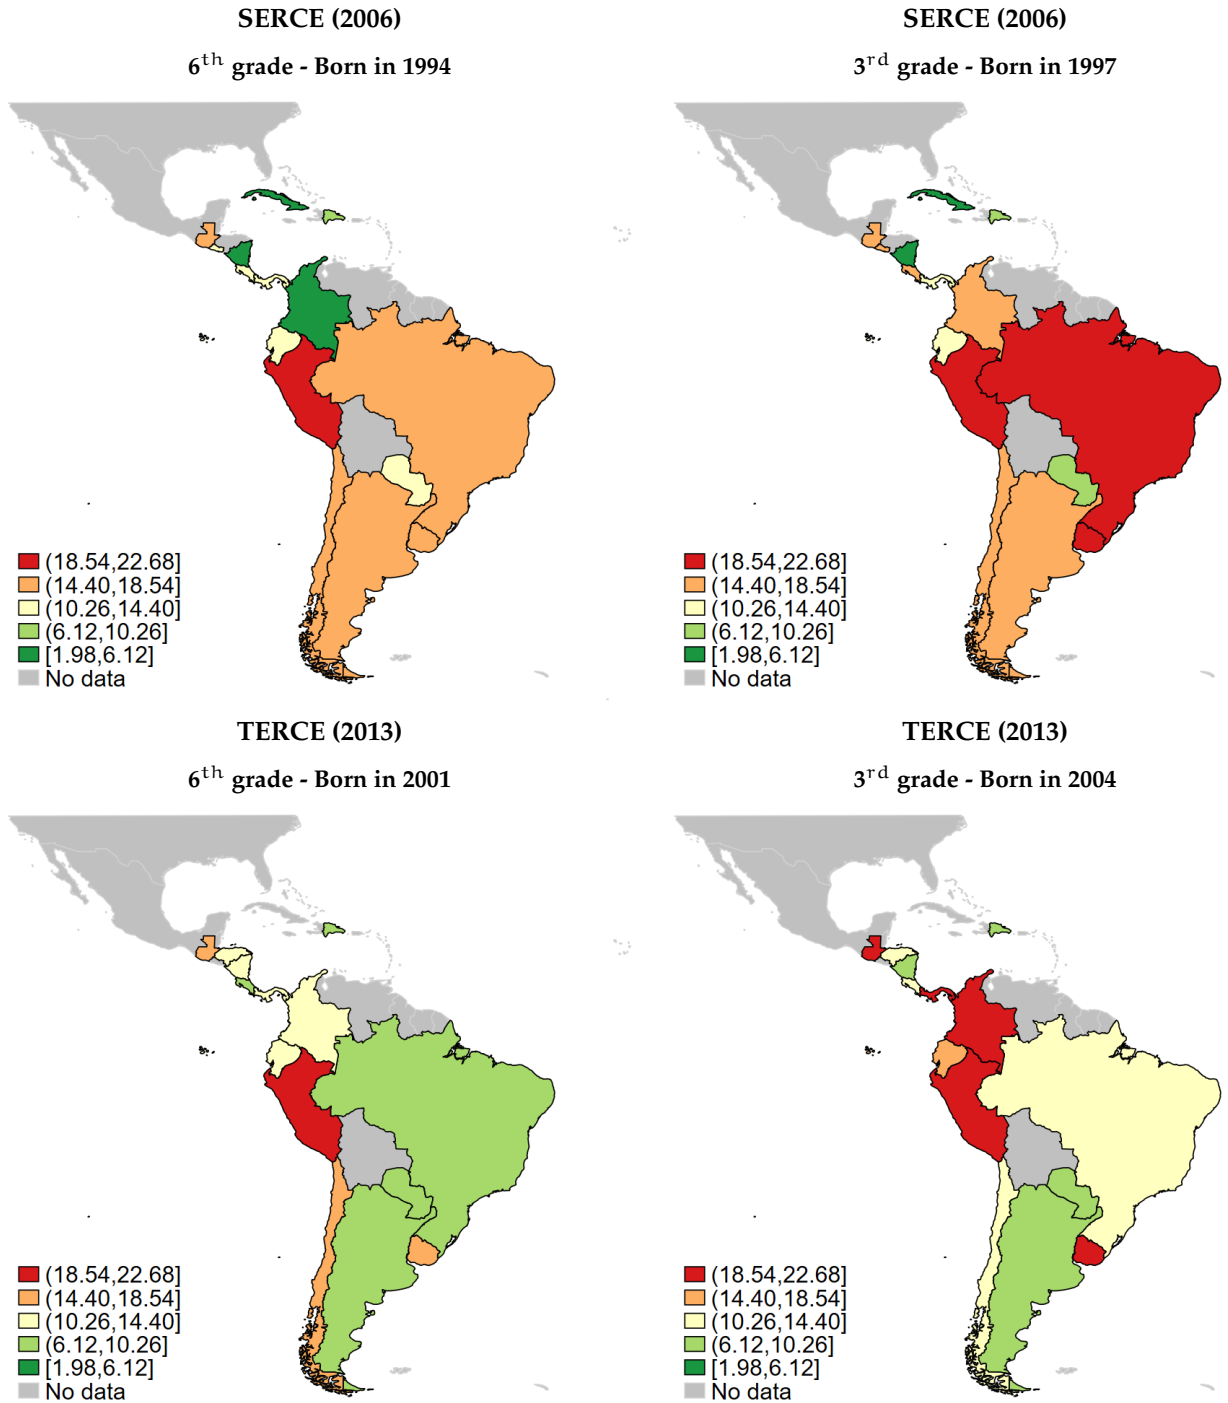 SERCE (2006)
6th grade - Born in 1994
(18.54,22.68]
(14.40,18.54]
(10.26,14.40]
(6.12,10.26]
[1.98,6.12]
No data
SERCE (2006)
3rd grade - Born in 1997
(18.54,22.68]
(14.40,18.54]
(10.26,14.40]
(6.12,10.26]
[1.98,6.12]
No data
TERCE (2013)
6th grade - Born in 2001
(18.54,22.68]
(14.40,18.54]
(10.26,14.40]
(6.12,10.26]
[1.98,6.12]
No data
TERCE (2013)
3rd grade - Born in 2004
(18.54,22.68]
(14.40,18.54]
(10.26,14.40]
(6.12,10.26]
[1.98,6.12]
No data